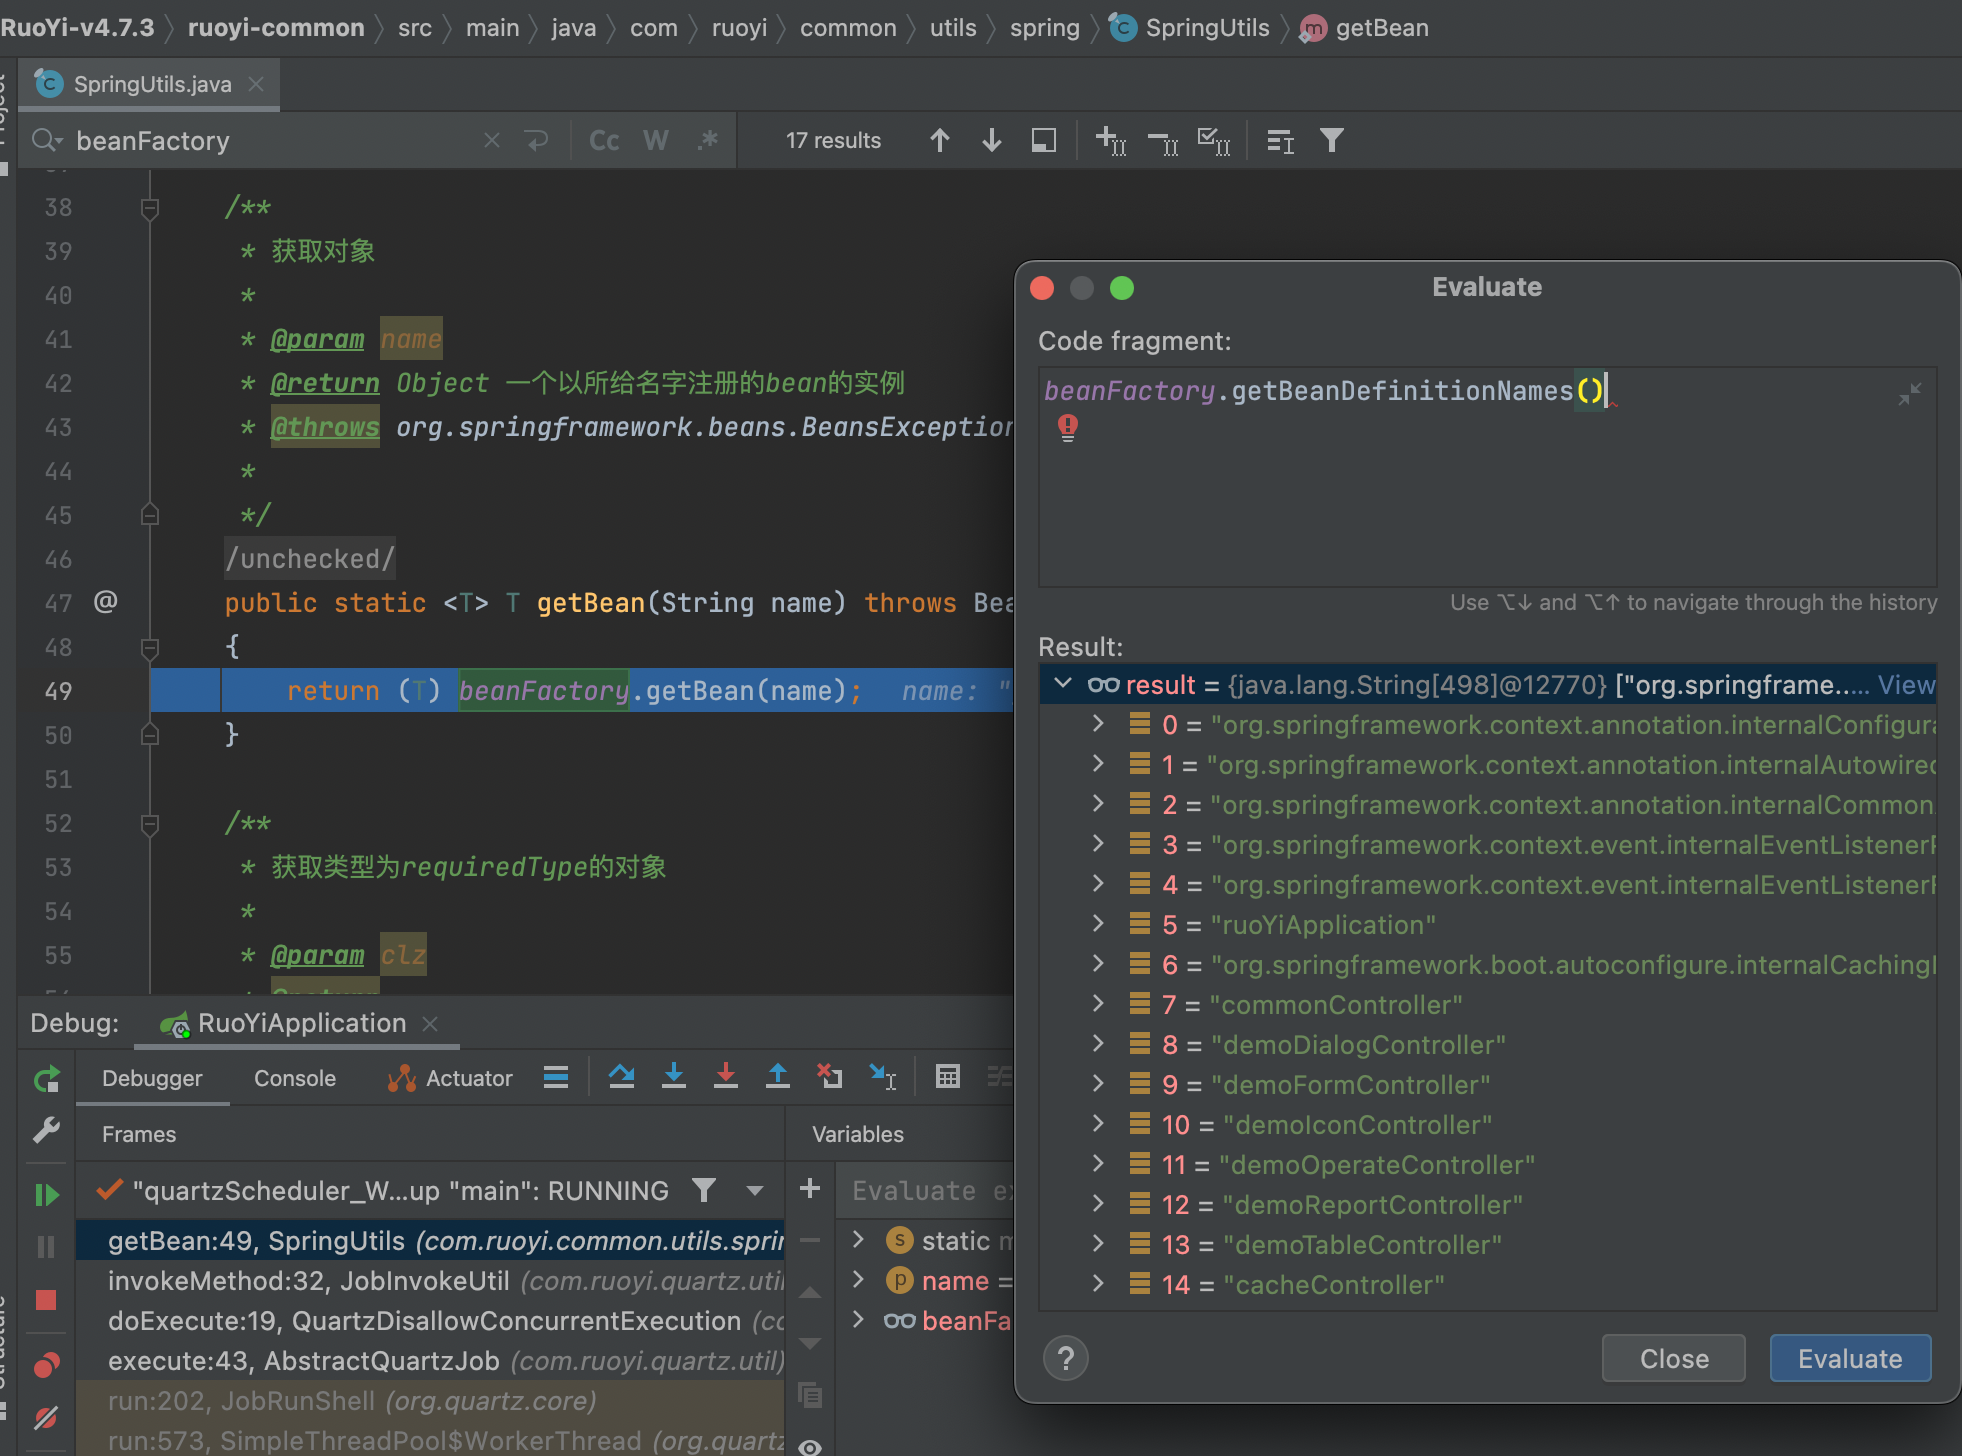 RuoYi-v4.7.3 ruoyi-common src main java com ruoyi common utils spring SpringUtils getBean
SpringUtils.java
beanFactory Cc W .* 17 results
38 /**
39 * 获取对象
40 *
41 * @param name
42 * @return Object 一个以所给名字注册的bean的实例
43 * @throws org.springframework.beans.BeansException
44 *
45 */
46 /unchecked/
47 @ public static <T> T getBean(String name) throws Bea
48 {
49 return (T) beanFactory.getBean(name); name: "
50 }
51
52 /**
53 * 获取类型为requiredType的对象
54 *
55 * @param clz
Evaluate
Code fragment:
beanFactory.getBeanDefinitionNames()
Use ⌥↓ and ⌥↑ to navigate through the history
Result:
result = {java.lang.String[498]@12770} ["org.springframe..... View
0 = "org.springframework.context.annotation.internalConfigura
1 = "org.springframework.context.annotation.internalAutowired
2 = "org.springframework.context.annotation.internalCommon
3 = "org.springframework.context.event.internalEventListener
4 = "org.springframework.context.event.internalEventListener
5 = "ruoYiApplication"
6 = "org.springframework.boot.autoconfigure.internalCaching
7 = "commonController"
8 = "demoDialogController"
9 = "demoFormController"
10 = "demoIconController"
11 = "demoOperateController"
12 = "demoReportController"
13 = "demoTableController"
14 = "cacheController"
? Close Evaluate
Debug: RuoYiApplication
Debugger Console Actuator
Frames Variables
"quartzScheduler_W...up "main": RUNNING
Evaluate ex
getBean:49, SpringUtils (com.ruoyi.common.utils.sprin
invokeMethod:32, JobInvokeUtil (com.ruoyi.quartz.util
doExecute:19, QuartzDisallowConcurrentExecution (co
execute:43, AbstractQuartzJob (com.ruoyi.quartz.util)
run:202, JobRunShell (org.quartz.core)
run:573, SimpleThreadPool$WorkerThread (org.quartz
static m
name =
beanFa